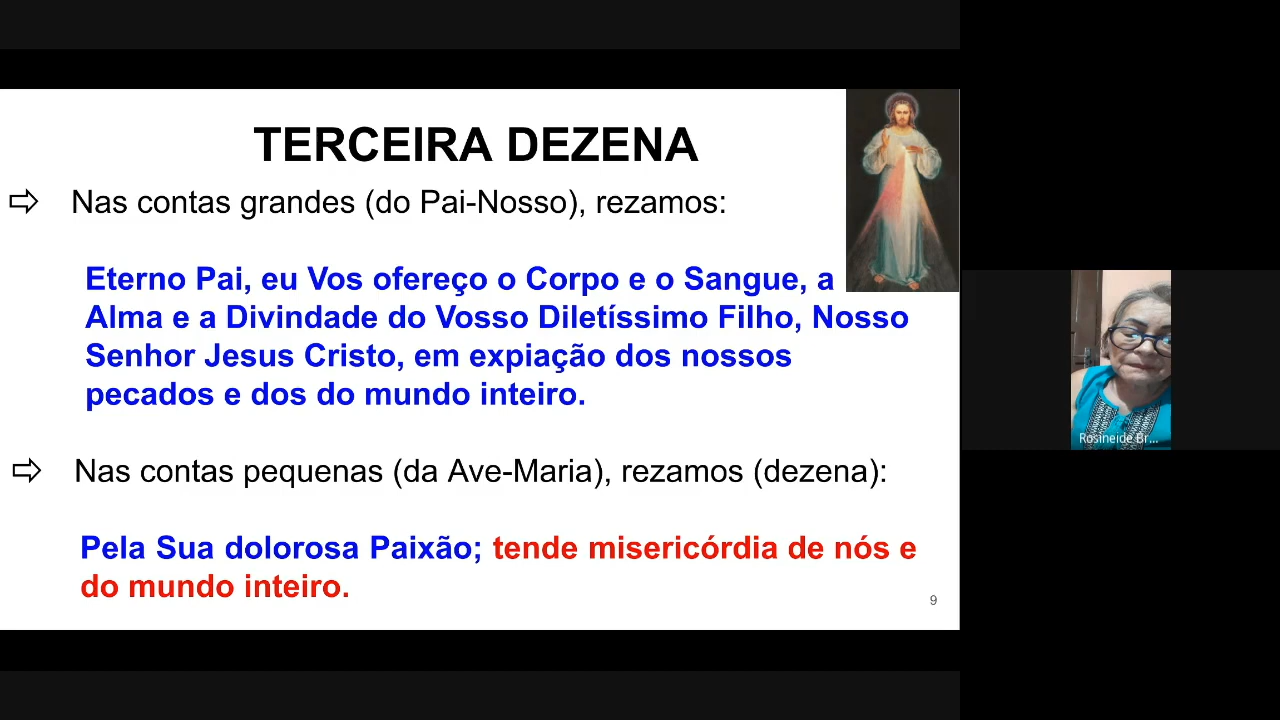 TERCEIRA DEZENA
⇨ Nas contas grandes (do Pai-Nosso), rezamos:
Eterno Pai, eu Vos ofereço o Corpo e o Sangue, a
Alma e a Divindade do Vosso Diletíssimo Filho, Nosso
Senhor Jesus Cristo, em expiação dos nossos
pecados e dos do mundo inteiro.
⇨ Nas contas pequenas (da Ave-Maria), rezamos (dezena):
Pela Sua dolorosa Paixão; tende misericórdia de nós e
do mundo inteiro.
9
Rosineide Br...